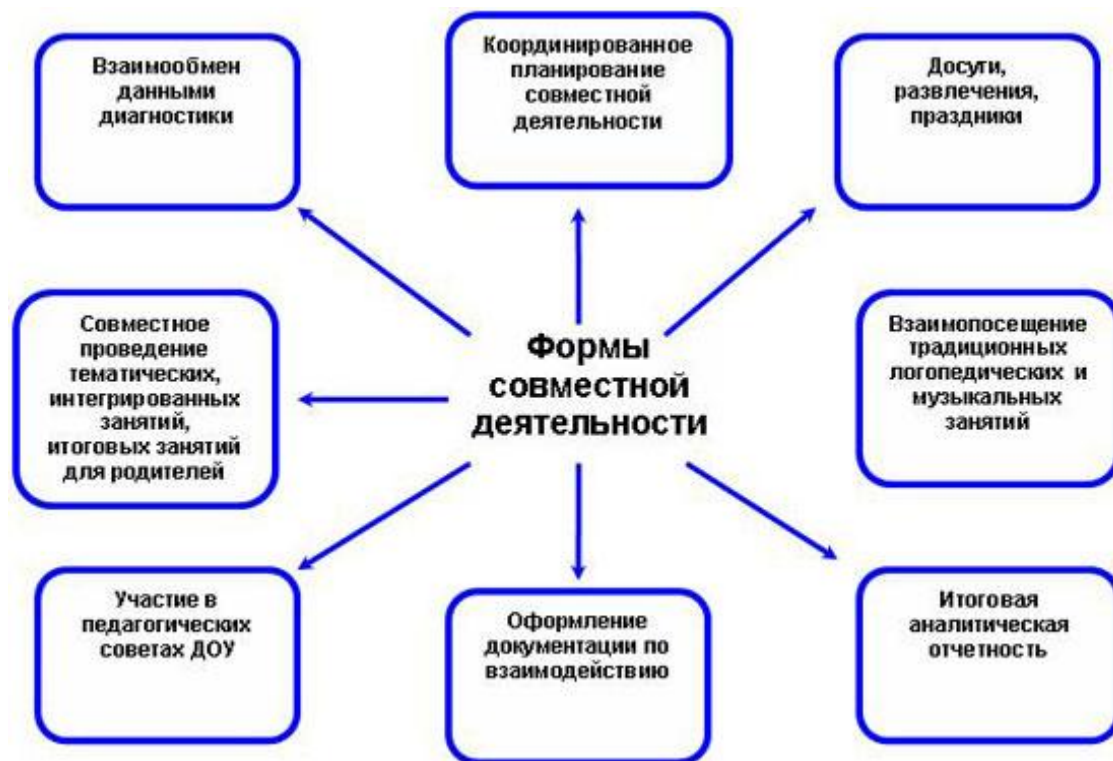 Взаимообмен
данными
диагностики
Координированное
планирование
совместной
деятельности
Досуги,
развлечения,
праздники
Совместное
проведение
тематических,
интегрированных
занятий,
итоговых занятий
для родителей
Формы
совместной
деятельности
Взаимопосещение
традиционных
логопедических и
музыкальных
занятий
Участие в
педагогических
советах ДОУ
Оформление
документации по
взаимодействию
Итоговая
аналитическая
отчетность